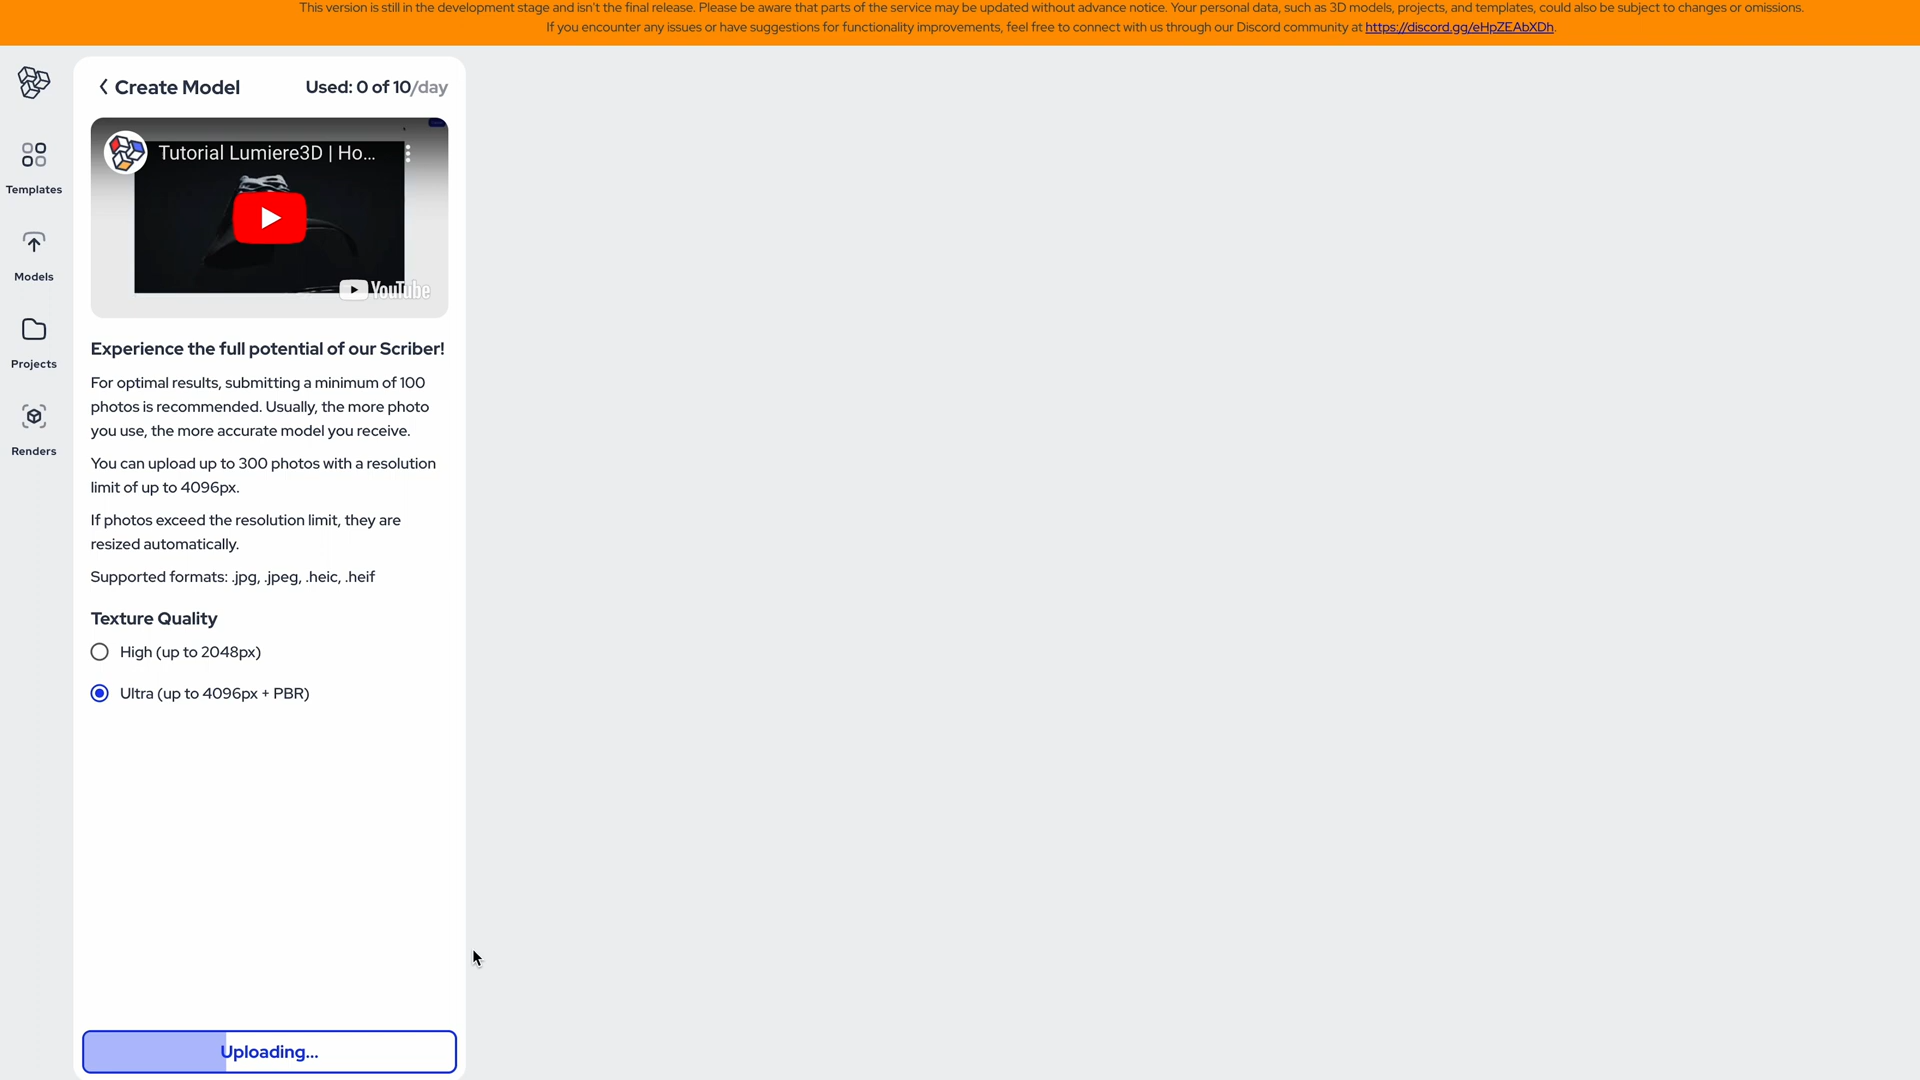 This version is still in the development stage and isn't the final release. Please be aware that parts of the service may be updated without advance notice. Your personal data, such as 3D models, projects, and templates, could also be subject to changes or omissions.
If you encounter any issues or have suggestions for functionality improvements, feel free to connect with us through our Discord community at https://discord.gg/eHpZEAbXDh.
Create Model
Used: 0 of 10/day
Tutorial Lumiere3D | Ho...
YouTube
Templates
Models
Projects
Renders
Experience the full potential of our Scriber!
For optimal results, submitting a minimum of 100
photos is recommended. Usually, the more photo
you use, the more accurate model you receive.
You can upload up to 300 photos with a resolution
limit of up to 4096px.
If photos exceed the resolution limit, they are
resized automatically.
Supported formats: .jpg, .jpeg, .heic, .heif
Texture Quality
High (up to 2048px)
Ultra (up to 4096px + PBR)
Uploading...